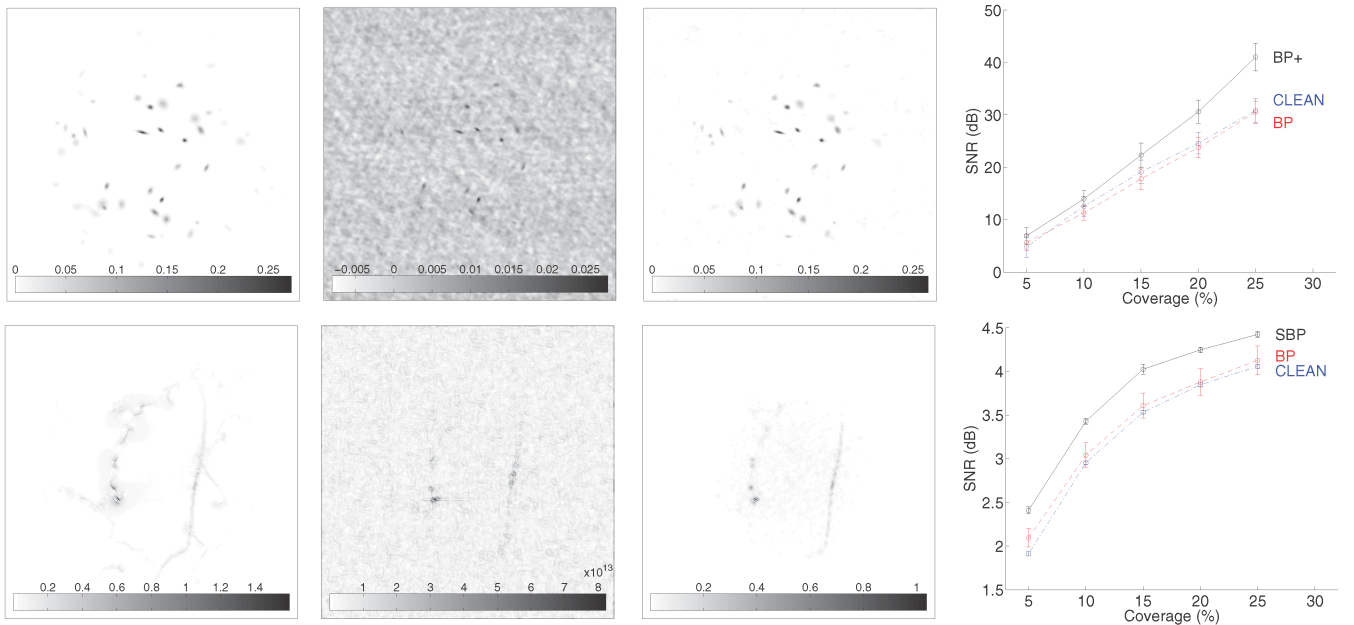 0 0.05 0.1 0.15 0.2 0.25
−0.005 0 0.005 0.01 0.015 0.02 0.025
0 0.05 0.1 0.15 0.2 0.25
50
40
30
20
10
0
SNR (dB)
BP+
CLEAN
BP
5 10 15 20 25 30
Coverage (%)
0.2 0.4 0.6 0.8 1 1.2 1.4
x10^13
1 2 3 4 5 6 7 8
0.2 0.4 0.6 0.8 1
4.5
4
3.5
3
2.5
2
1.5
SNR (dB)
SBP
BP
CLEAN
5 10 15 20 25 30
Coverage (%)